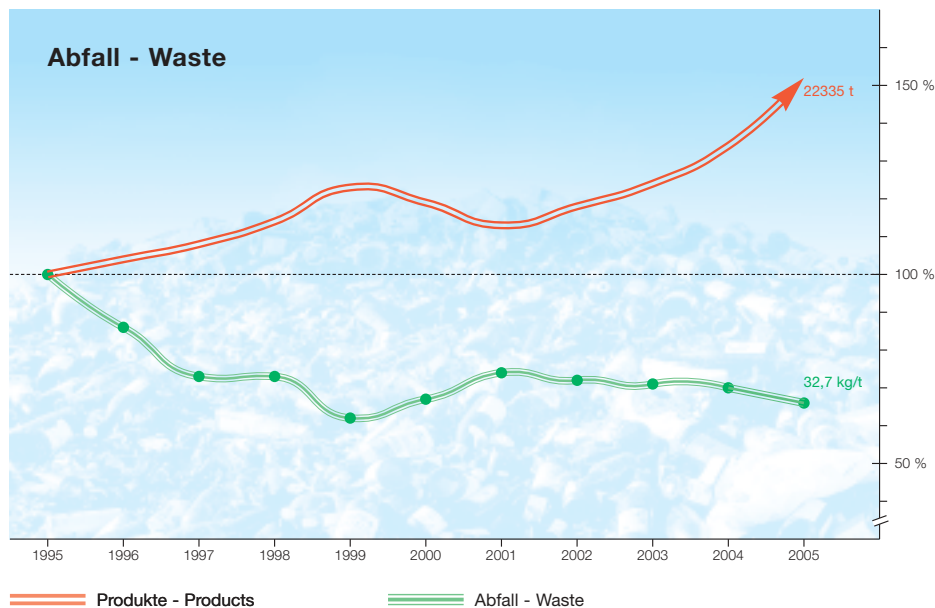 Abfall - Waste
150 %
22335 t
100 %
32,7 kg/t
50 %
1995 1996 1997 1998 1999 2000 2001 2002 2003 2004 2005
Produkte - Products Abfall - Waste